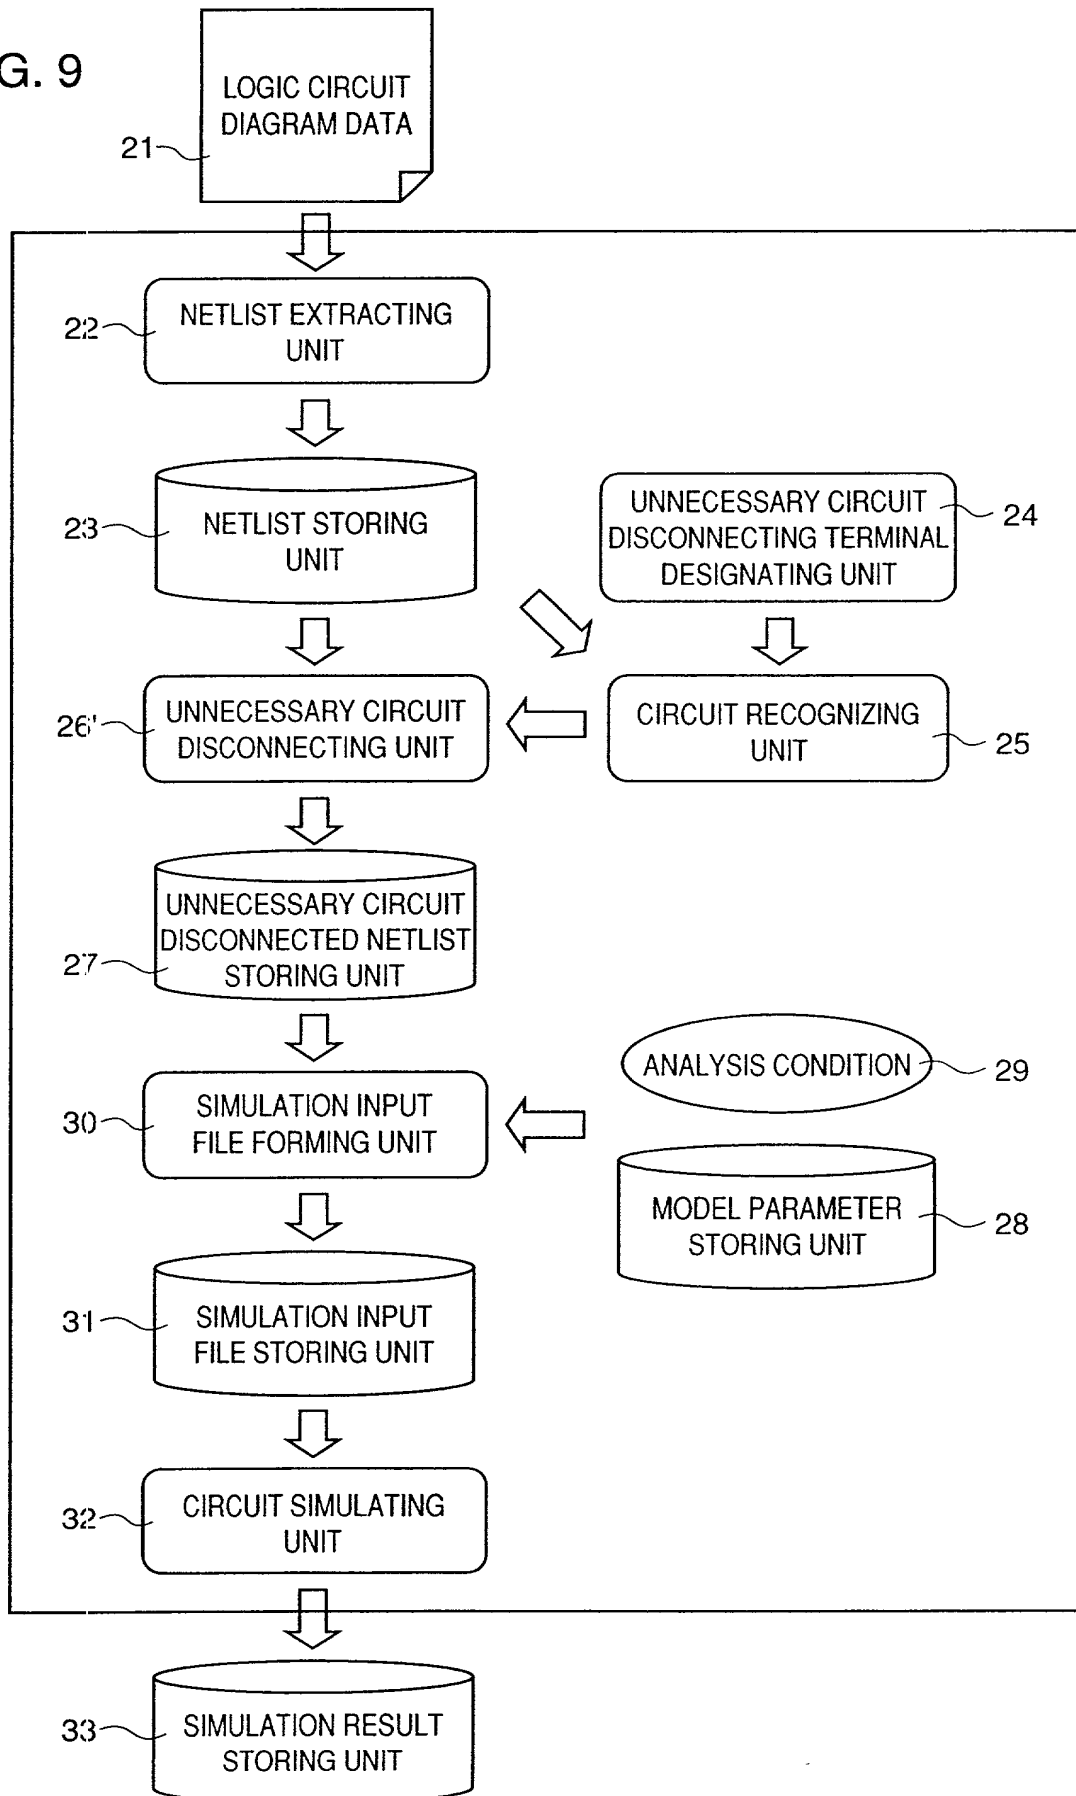 G. 9
LOGIC CIRCUIT
DIAGRAM DATA
21
NETLIST EXTRACTING
UNIT
22
NETLIST STORING
UNIT
23
UNNECESSARY CIRCUIT
DISCONNECTING TERMINAL
DESIGNATING UNIT
24
UNNECESSARY CIRCUIT
DISCONNECTING UNIT
26'
CIRCUIT RECOGNIZING
UNIT
25
UNNECESSARY CIRCUIT
DISCONNECTED NETLIST
STORING UNIT
27
ANALYSIS CONDITION
29
SIMULATION INPUT
FILE FORMING UNIT
30
MODEL PARAMETER
STORING UNIT
28
SIMULATION INPUT
FILE STORING UNIT
31
CIRCUIT SIMULATING
UNIT
32
SIMULATION RESULT
STORING UNIT
33